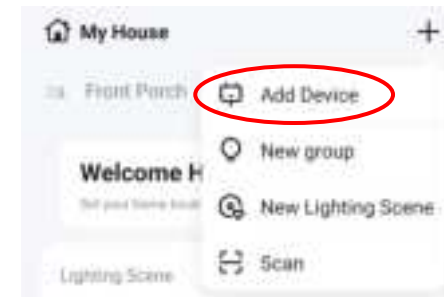 My House
Front Porch
Add Device
New group
Welcome H
New Lighting Scene
Lighting Scene
Scan